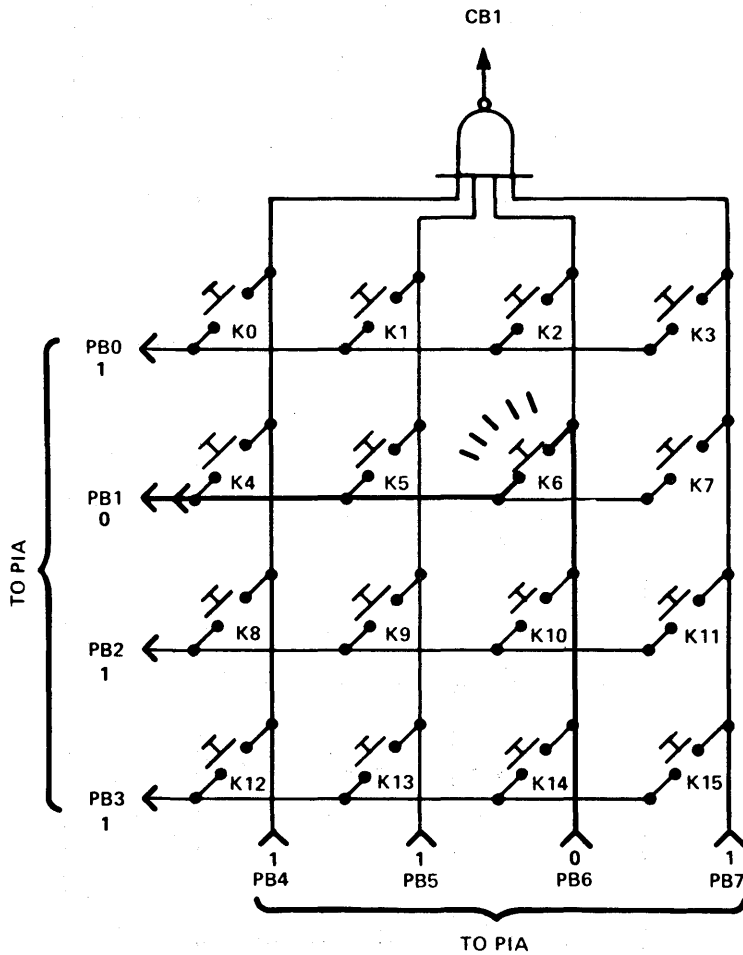 CB1
K0 K1 K2 K3
PB0
1
K4 K5 K6 K7
PB1
0
TO PIA
K8 K9 K10 K11
PB2
1
K12 K13 K14 K15
PB3
1
1 1 0 1
PB4 PB5 PB6 PB7
TO PIA